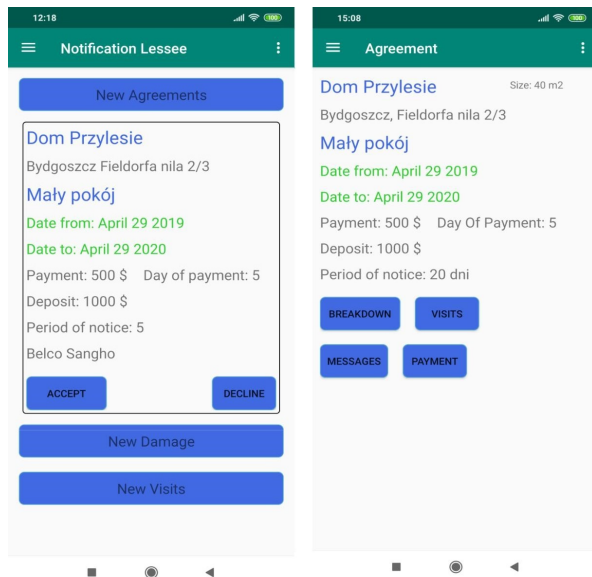 12:18
100
Notification Lessee
New Agreements
Dom Przylesie
Bydgoszcz Fieldorfa nila 2/3
Mały pokój
Date from: April 29 2019
Date to: April 29 2020
Payment: 500 $ Day of payment: 5
Deposit: 1000 $
Period of notice: 5
Belco Sangho
ACCEPT DECLINE
New Damage
New Visits
15:08
100
Agreement
Dom Przylesie Size: 40 m2
Bydgoszcz, Fieldorfa nila 2/3
Mały pokój
Date from: April 29 2019
Date to: April 29 2020
Payment: 500 $ Day Of Payment: 5
Deposit: 1000 $
Period of notice: 20 dni
BREAKDOWN VISITS
MESSAGES PAYMENT